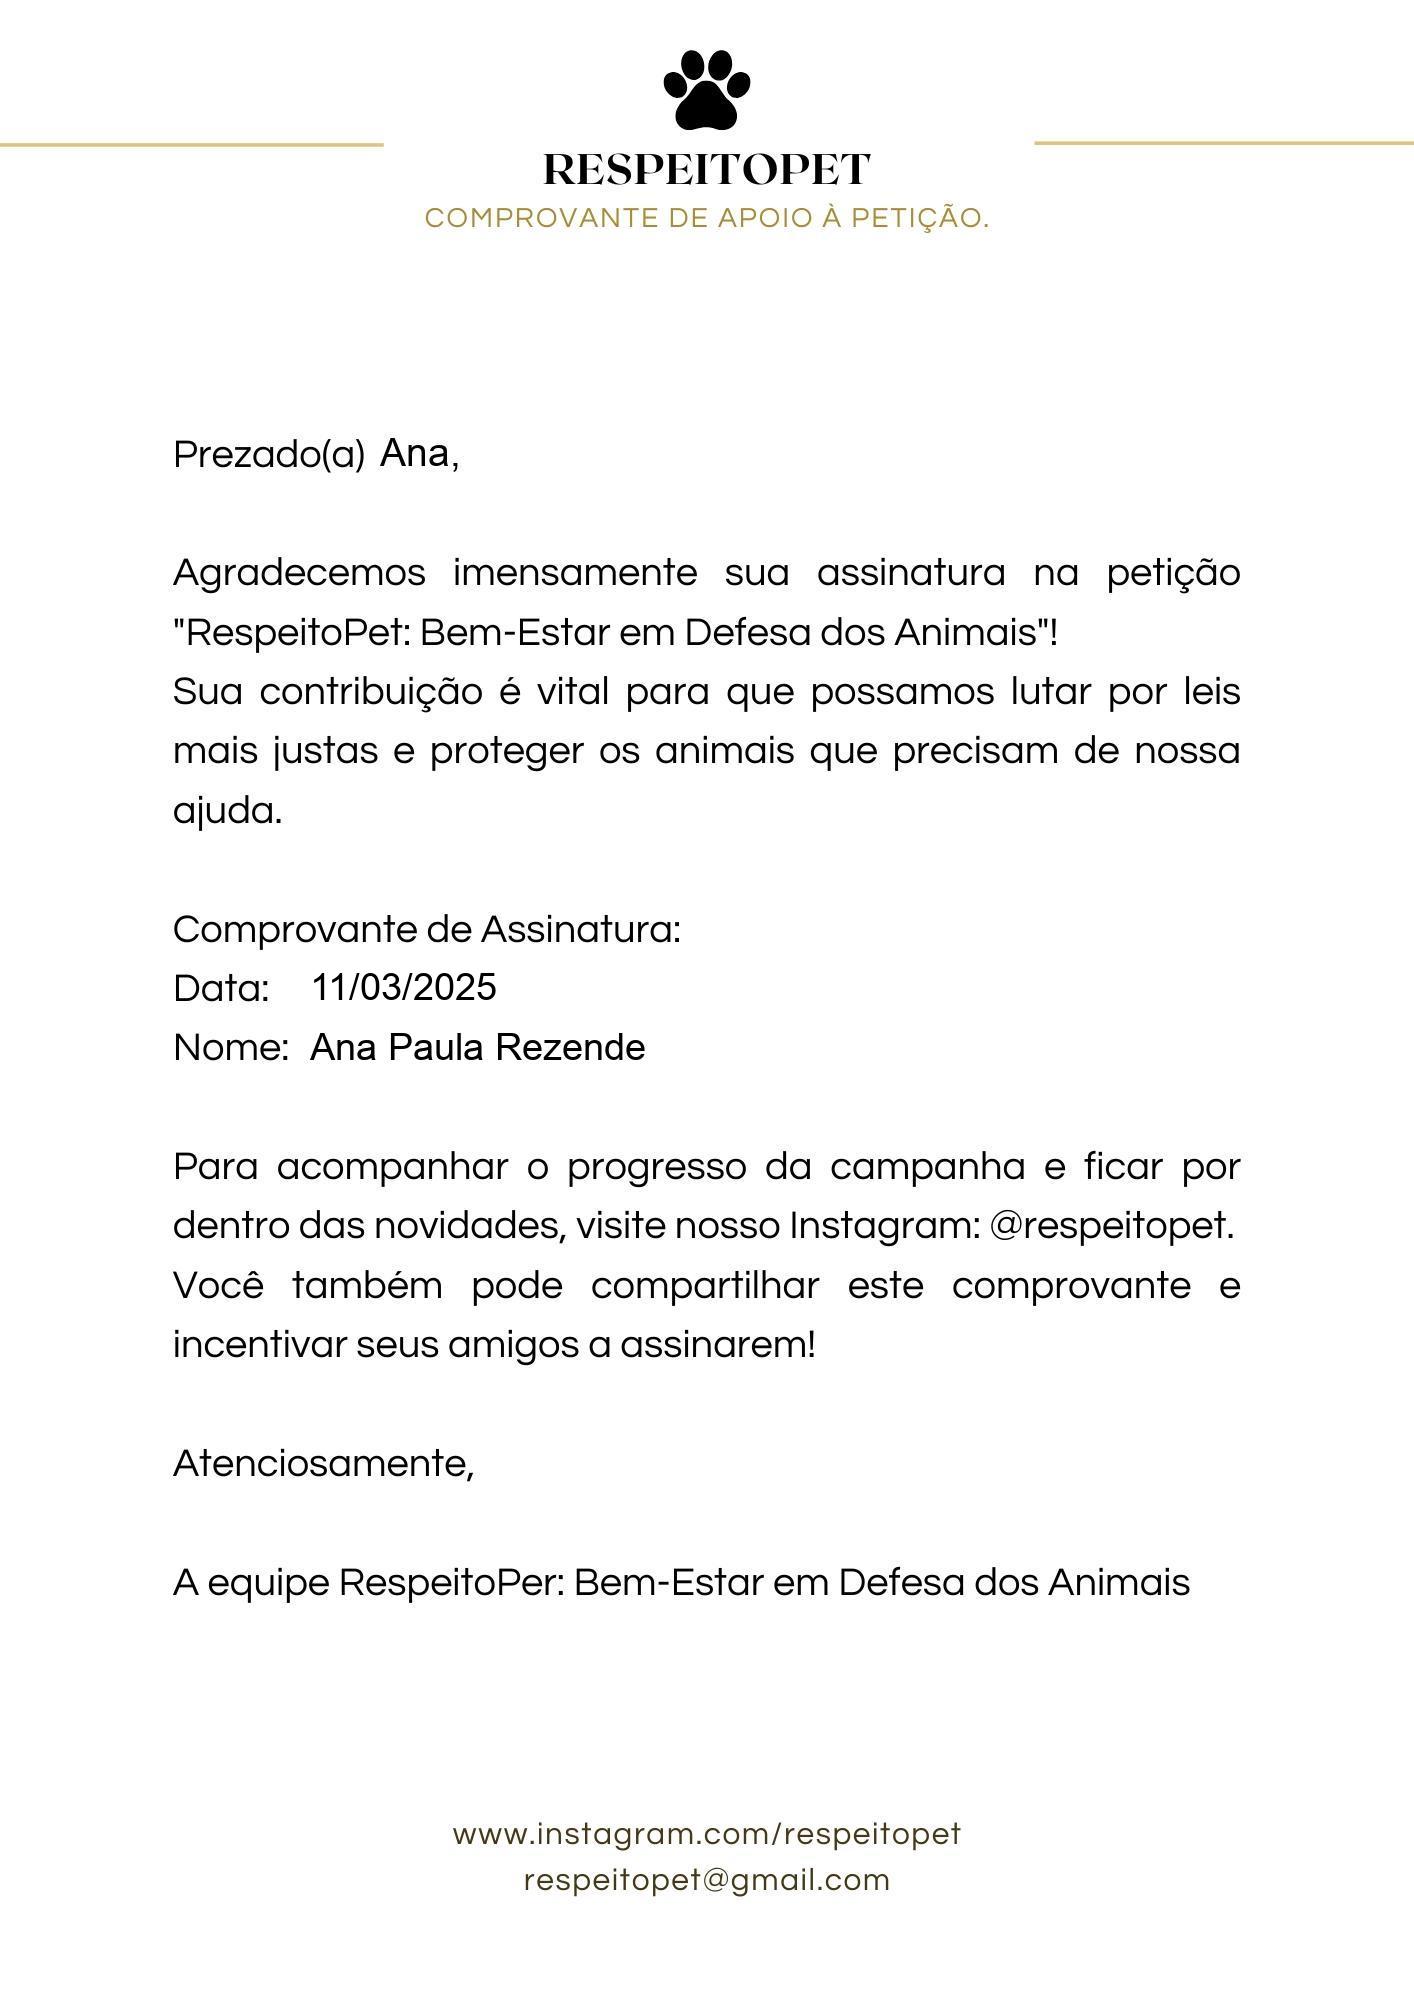 RESPEITOPET
COMPROVANTE DE APOIO À PETIÇÃO.
Prezado(a) Ana,
Agradecemos imensamente sua assinatura na petição
"RespeitoPet: Bem-Estar em Defesa dos Animais"!
Sua contribuição é vital para que possamos lutar por leis
mais justas e proteger os animais que precisam de nossa
ajuda.
Comprovante de Assinatura:
Data: 11/03/2025
Nome: Ana Paula Rezende
Para acompanhar o progresso da campanha e ficar por
dentro das novidades, visite nosso Instagram: @respeitopet.
Você também pode compartilhar este comprovante e
incentivar seus amigos a assinarem!
Atenciosamente,
A equipe RespeitoPer: Bem-Estar em Defesa dos Animais
www.instagram.com/respeitopet
respeitopet@gmail.com